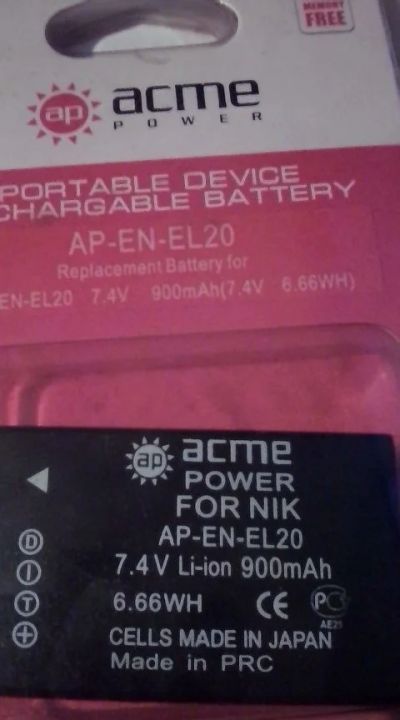 MEMORY
FREE
ap acme
POWER
PORTABLE DEVICE
CHARGABLE BATTERY
AP-EN-EL20
Replacement Battery for
EN-EL20 7.4V 900mAh(7.4V 6.66WH)
ap acme
POWER
FOR NIK
AP-EN-EL20
D
7.4V Li-ion 900mAh
I
T 6.66WH CE PC
AE25
+ CELLS MADE IN JAPAN
Made in PRC